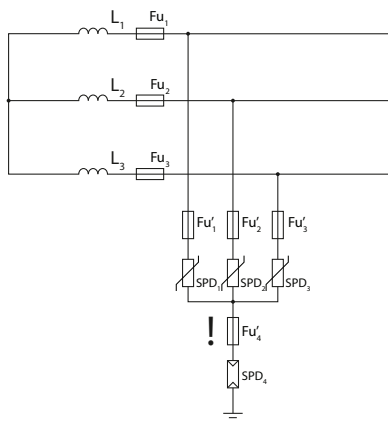 L₁ Fu₁
L₂ Fu₂
L₃ Fu₃
Fu'₁ Fu'₂ Fu'₃
SPD₁ SPD₂ SPD₃
! Fu'₄
SPD₄